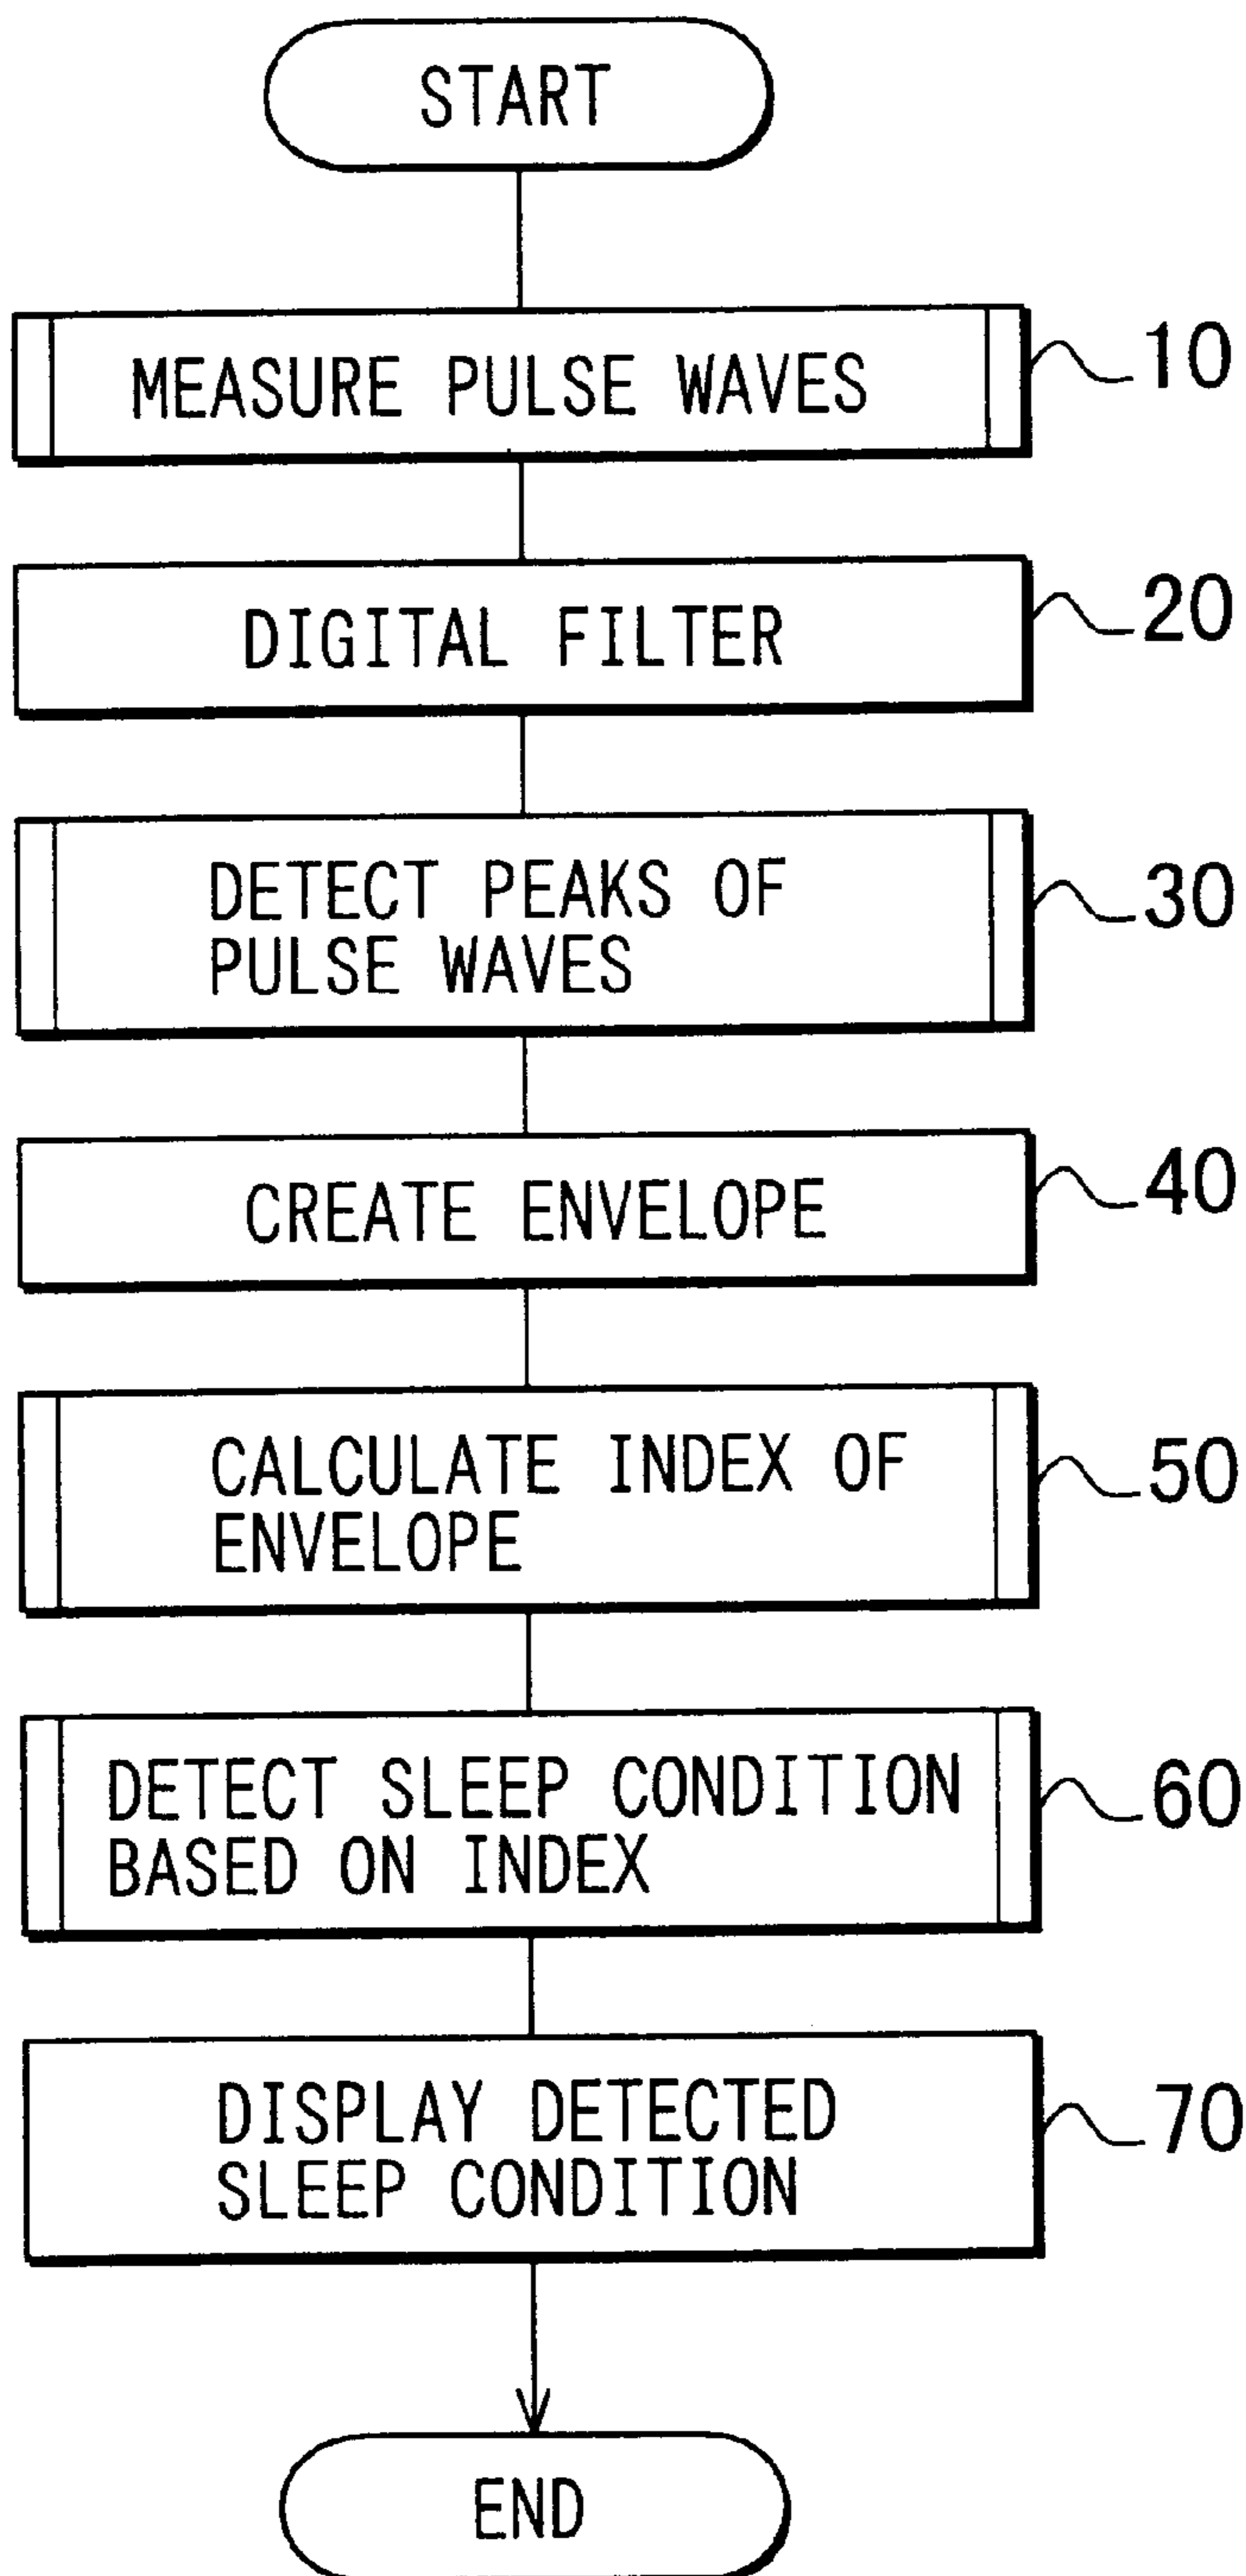 START
MEASURE PULSE WAVES
10
DIGITAL FILTER
20
DETECT PEAKS OF
PULSE WAVES
30
CREATE ENVELOPE
40
CALCULATE INDEX OF
ENVELOPE
50
DETECT SLEEP CONDITION
BASED ON INDEX
60
DISPLAY DETECTED
SLEEP CONDITION
70
END